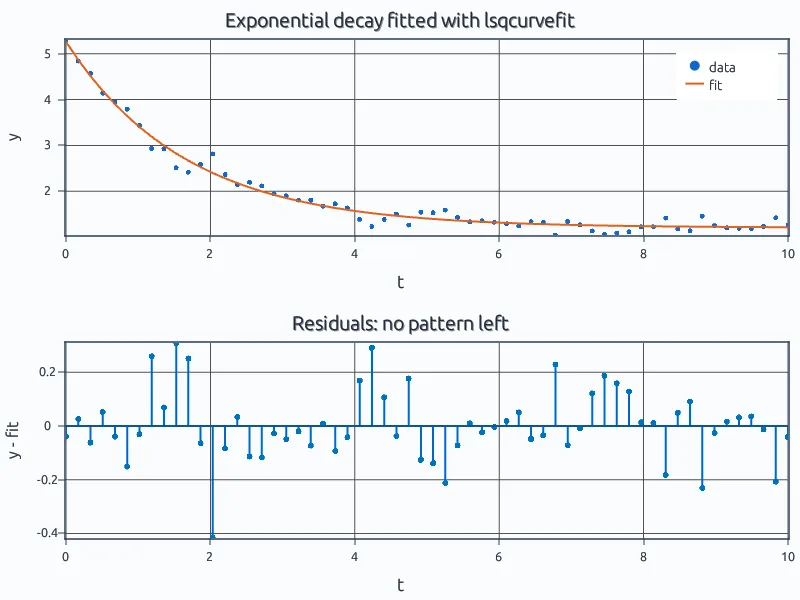 Exponential decay fitted with lsqcurvefit
5
4
3
2
y
data
fit
0
2
4
6
8
10
t
Residuals: no pattern left
0.2
0
-0.2
-0.4
y - fit
0
2
4
6
8
10
t